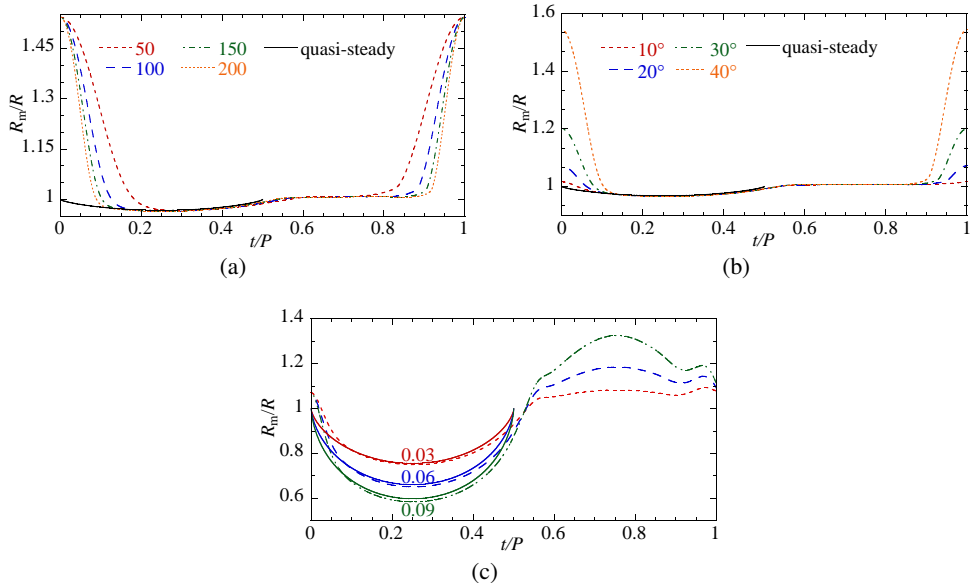 50 150 quasi-steady
100 200
1.45
1.3
1.15
1
R_m/R
0 0.2 0.4 0.6 0.8 1
t/P
(a)
1.6
1.4
1.2
1
R_m/R
10° 30° quasi-steady
20° 40°
0 0.2 0.4 0.6 0.8 1
t/P
(b)
1.4
1.2
1.0
0.8
0.6
R_m/R
0.03
0.06
0.09
0 0.2 0.4 0.6 0.8 1
t/P
(c)